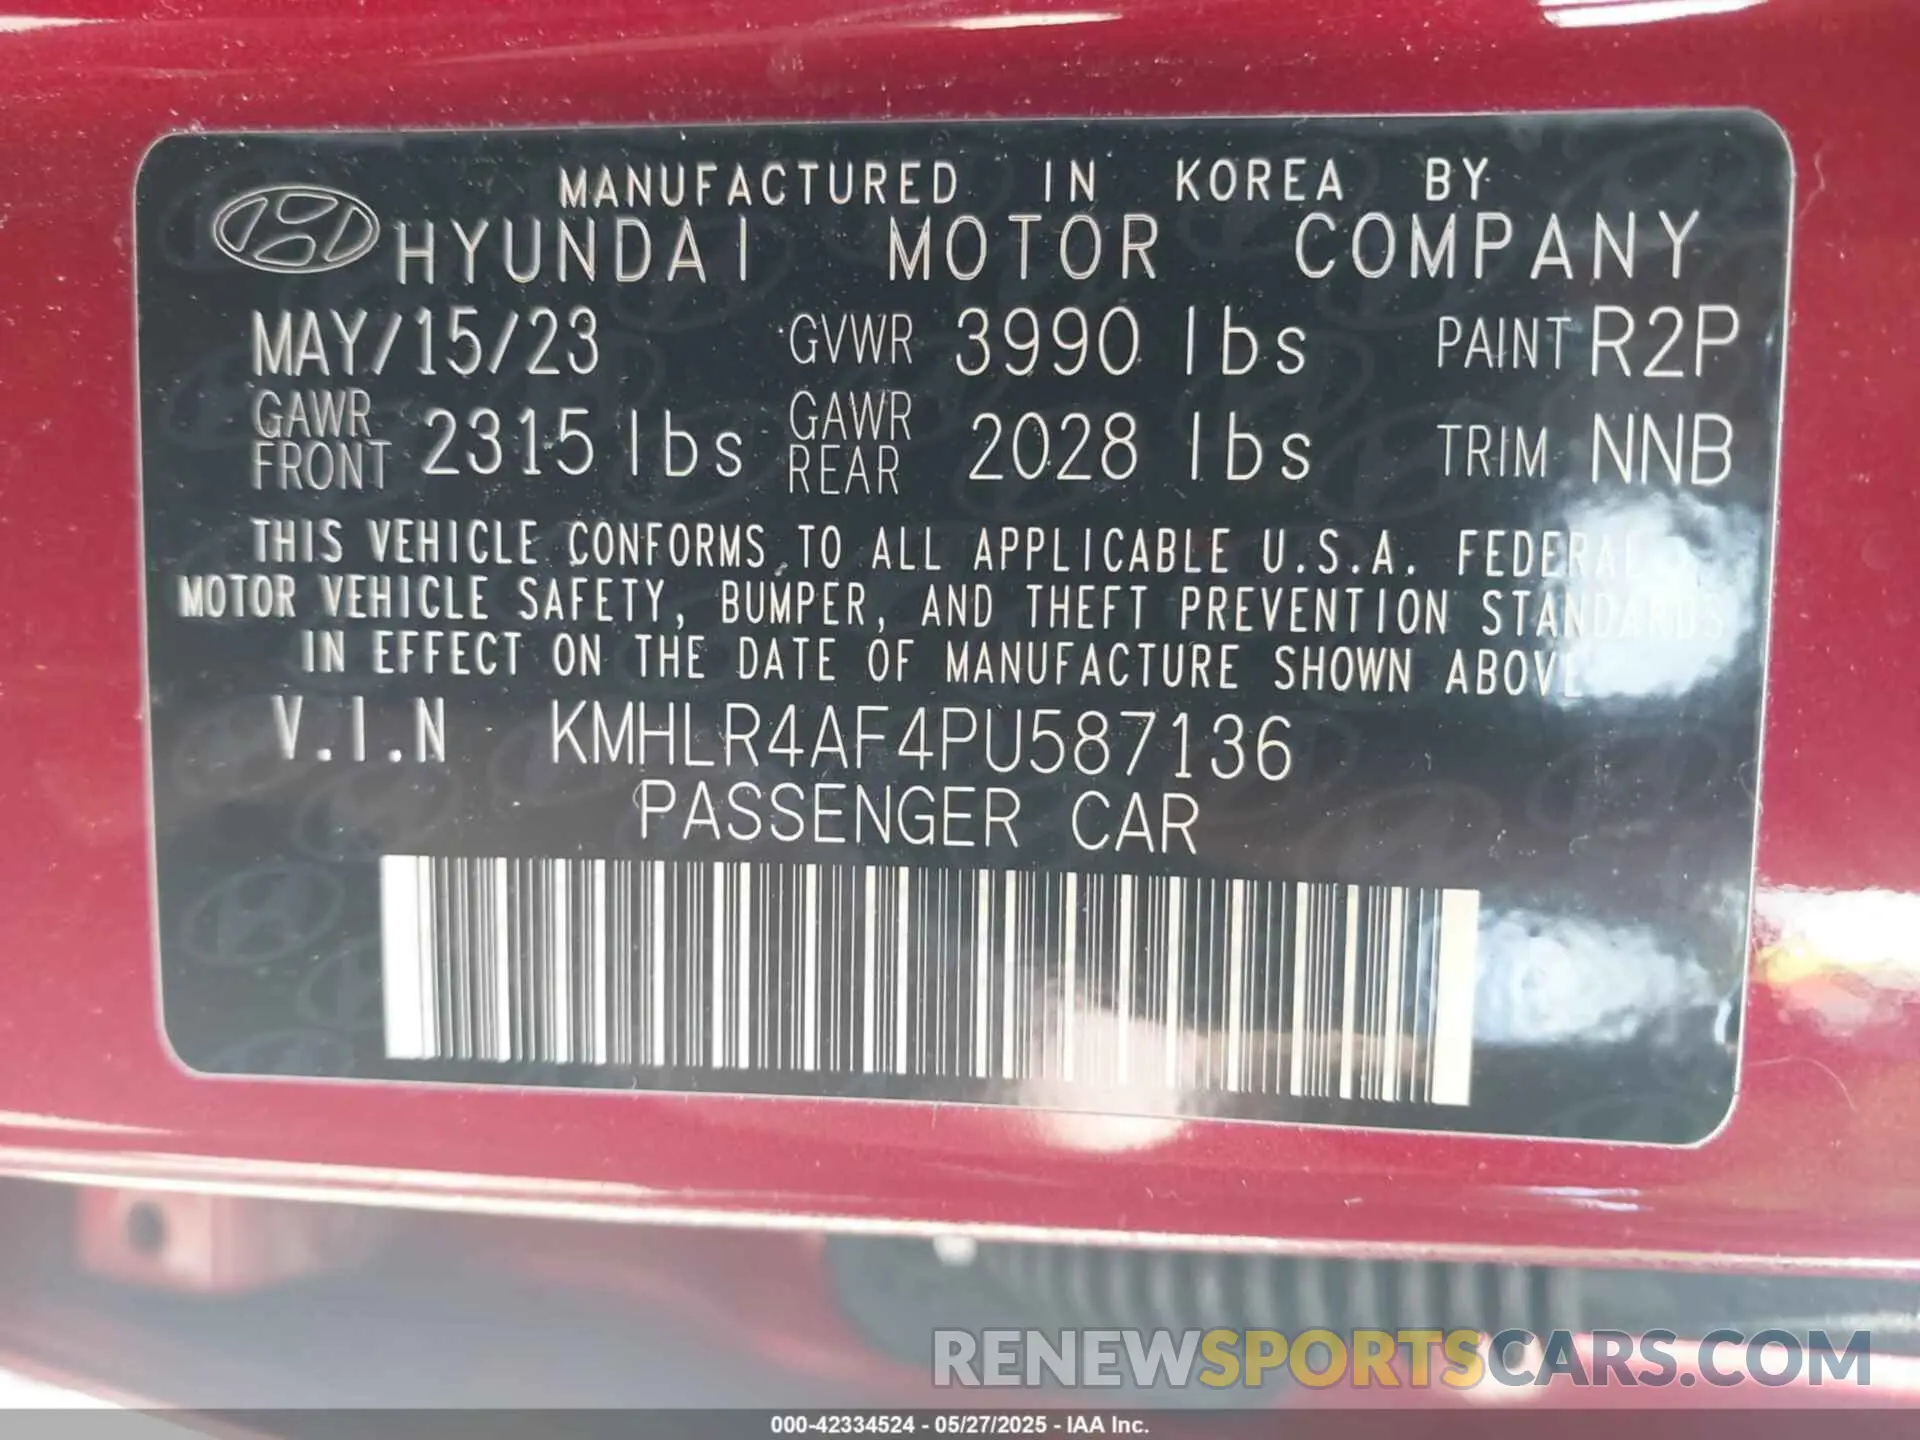 MANUFACTURED IN KOREA BY
HYUNDAI MOTOR COMPANY
MAY/15/23 GVWR 3990 lbs PAINT R2P
GAWR FRONT 2315 lbs GAWR REAR 2028 lbs TRIM NNB
THIS VEHICLE CONFORMS TO ALL APPLICABLE U.S.A. FEDERAL
MOTOR VEHICLE SAFETY, BUMPER, AND THEFT PREVENTION STANDARDS
IN EFFECT ON THE DATE OF MANUFACTURE SHOWN ABOVE
V.I.N KMHLR4AF4PU587136
PASSENGER CAR
RENEWSPORTSCARS.COM
000-42334524 - 05/27/2025 - IAA Inc.